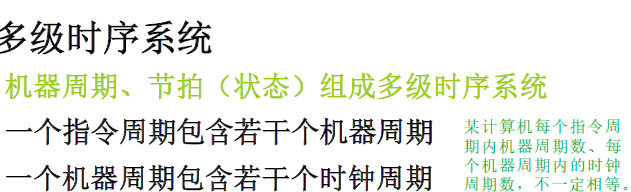 多级时序系统
机器周期、节拍（状态）组成多级时序系统
一个指令周期包含若干个机器周期
一个机器周期包含若干个时钟周期
某计算机每个指令周
期内机器周期数、每
个机器周期内的时钟
周期数，不一定相等。